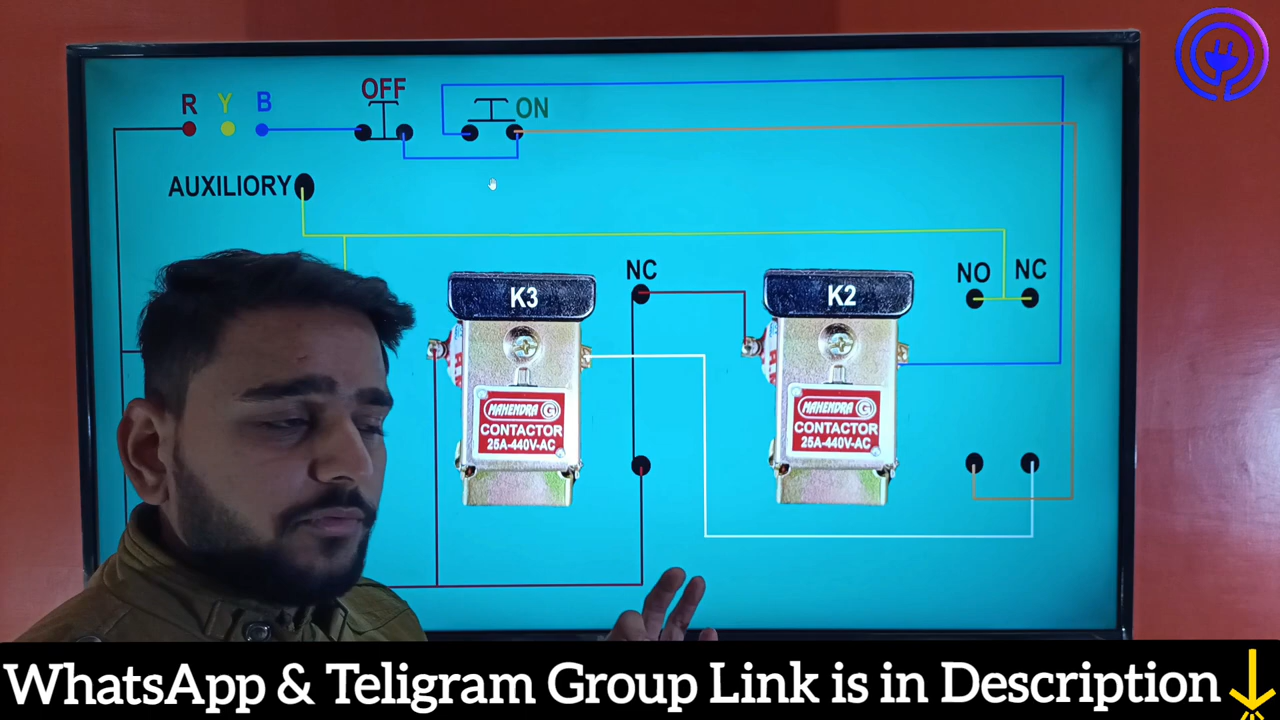 OFF
R Y B
ON
AUXILIORY
NC
NO NC
K3
K2
MAHENDRA G
CONTACTOR
25A-440V-AC
MAHENDRA G
CONTACTOR
25A-440V-AC
WhatsApp & Teligram Group Link is in Description